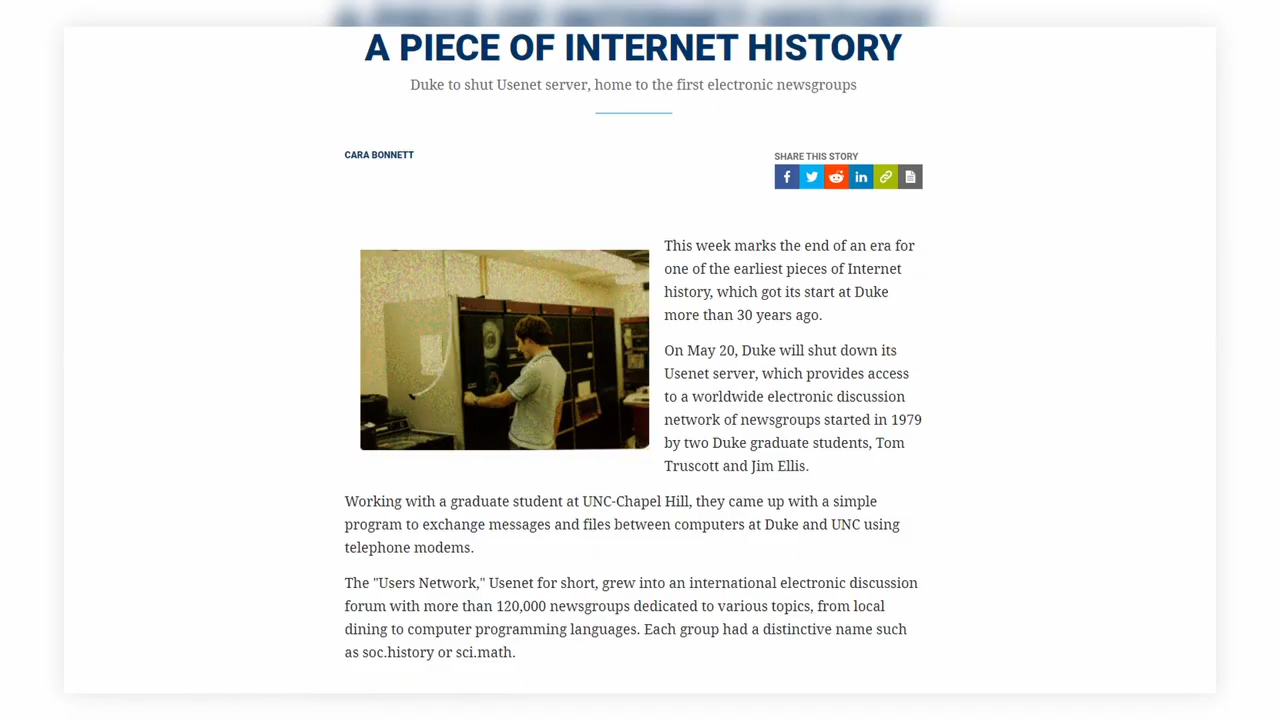 A PIECE OF INTERNET HISTORY
Duke to shut Usenet server, home to the first electronic newsgroups
CARA BONNETT
SHARE THIS STORY
This week marks the end of an era for
one of the earliest pieces of Internet
history, which got its start at Duke
more than 30 years ago.
On May 20, Duke will shut down its
Usenet server, which provides access
to a worldwide electronic discussion
network of newsgroups started in 1979
by two Duke graduate students, Tom
Truscott and Jim Ellis.
Working with a graduate student at UNC-Chapel Hill, they came up with a simple
program to exchange messages and files between computers at Duke and UNC using
telephone modems.
The "Users Network," Usenet for short, grew into an international electronic discussion
forum with more than 120,000 newsgroups dedicated to various topics, from local
dining to computer programming languages. Each group had a distinctive name such
as soc.history or sci.math.